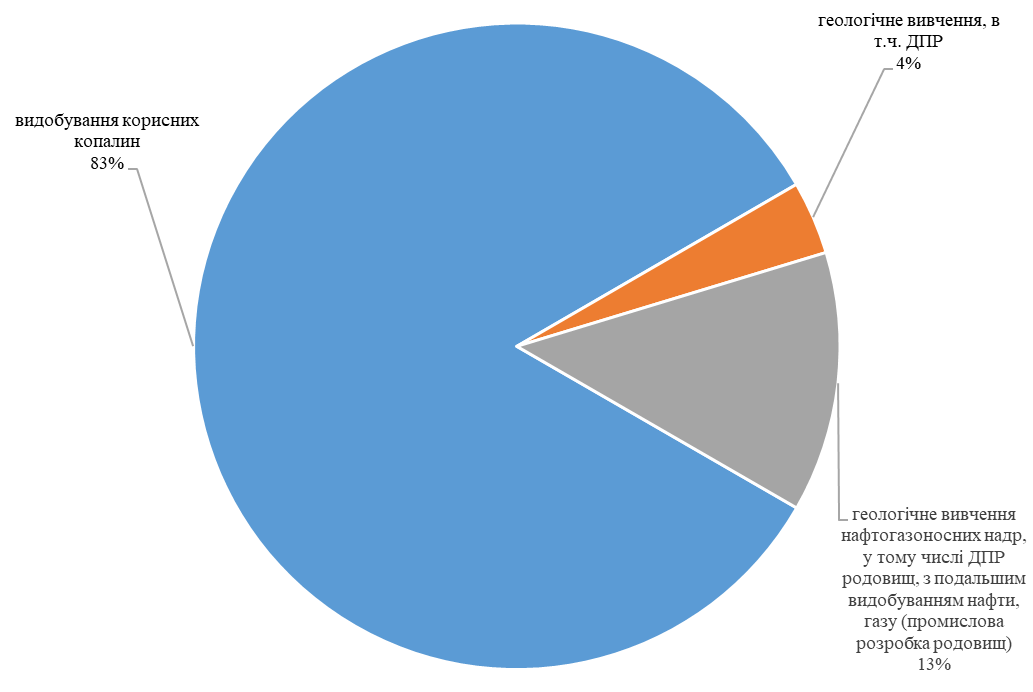 геологічне вивчення, в
т.ч. ДПР
4%
видобування корисних
копалин
83%
геологічне вивчення
нафтогазоносних надр,
у тому числі ДПР
родовищ, з подальшим
видобуванням нафти,
газу (промислова
розробка родовищ)
13%